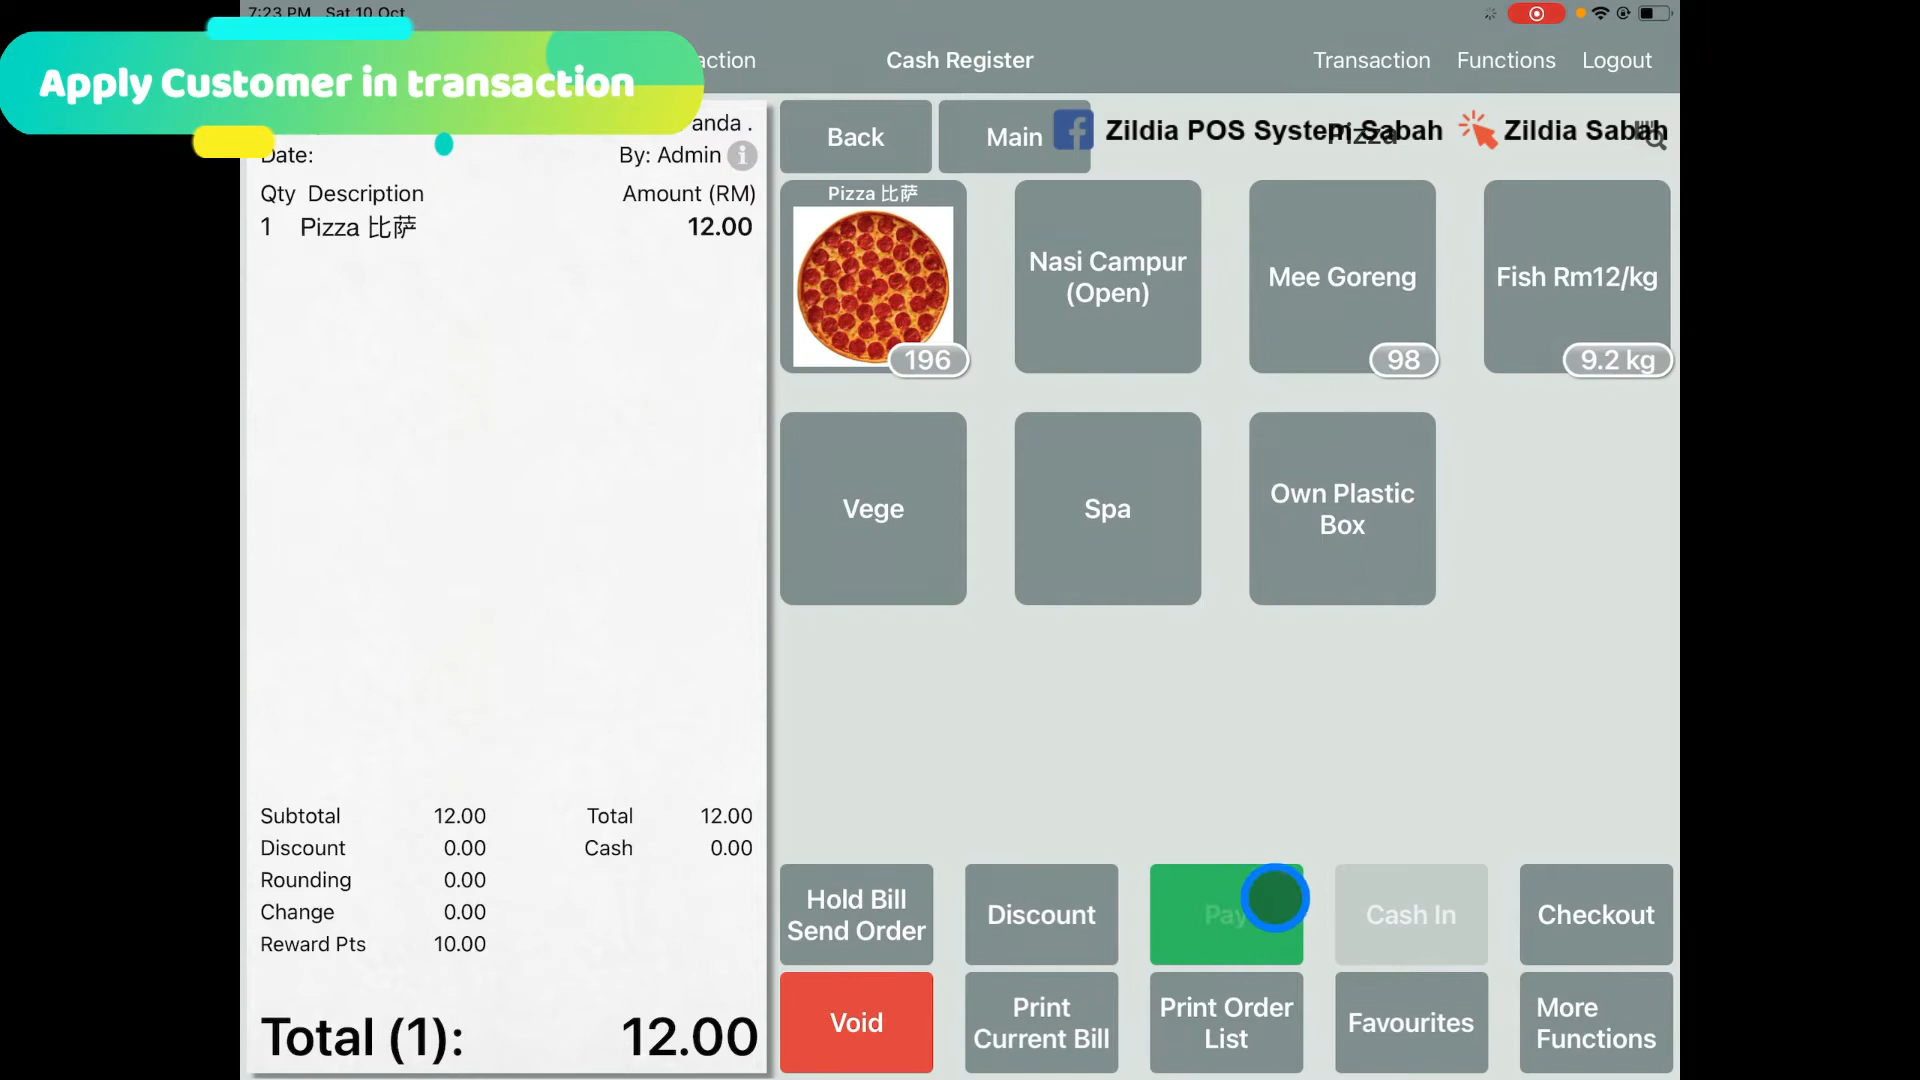 7:23 PM Sat 10 Oct
Apply Customer in transaction
action
Cash Register
Transaction
Functions
Logout
anda .
Date:
By: Admin
Qty Description Amount (RM)
1 Pizza 比萨 12.00
Subtotal 12.00 Total 12.00
Discount 0.00 Cash 0.00
Rounding 0.00
Change 0.00
Reward Pts 10.00
Total (1): 12.00
Back
Main
Zildia POS System Sabah
Pizza
Zildia Sabah
Pizza 比萨
196
Nasi Campur
(Open)
Mee Goreng
98
Fish Rm12/kg
9.2 kg
Vege
Spa
Own Plastic
Box
Hold Bill
Send Order
Discount
Pay
Cash In
Checkout
Void
Print
Current Bill
Print Order
List
Favourites
More
Functions